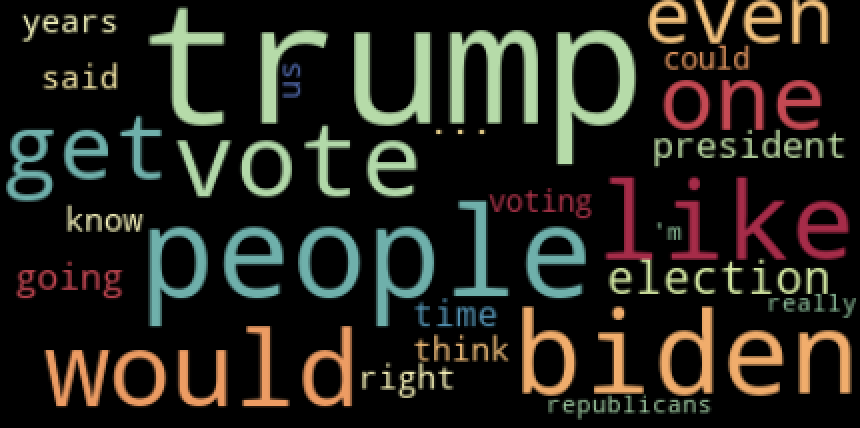 years
trump
even
said
us
could
one
...
get
vote
president
know
people
voting
like
'm
going
election
really
time
would
think
biden
right
republicans